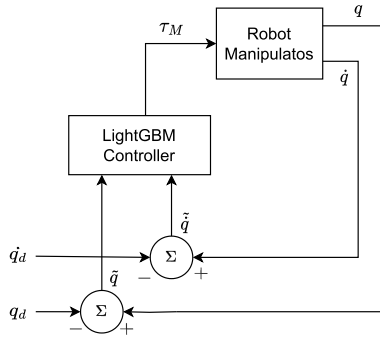 τ_M
q
Robot
Manipulatos
q̇
LightGBM
Controller
q̃̇
q̇_d
Σ
−
+
q̃
q_d
Σ
−
+